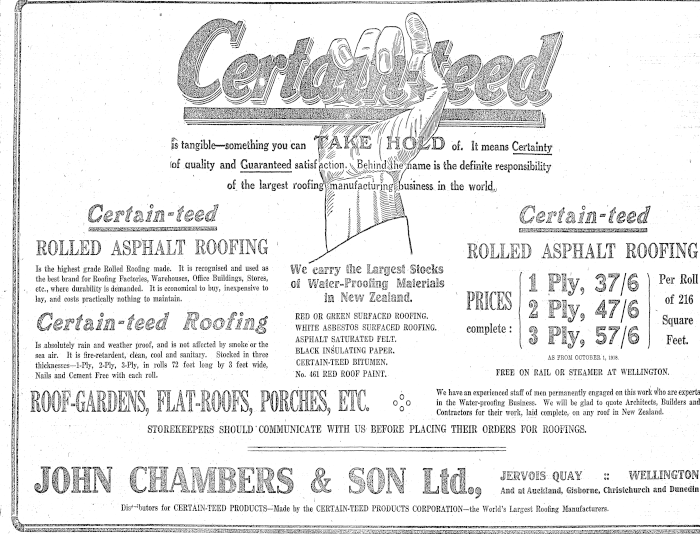 Certain-teed
is tangible—something you can TAKE HOLD of. It means Certainty
of quality and Guaranteed satisfaction. Behind the name is the definite responsibility
of the largest roofing manufacturing business in the world.
Certain-teed
ROLLED ASPHALT ROOFING
Is the highest grade Rolled Roofing made. It is recognised and used as
the best brand for Roofing Factories, Warehouses, Office Buildings, Stores,
etc., where durability is demanded. It is economical to buy, inexpensive to
lay, and costs practically nothing to maintain.
Certain-teed Roofing
Is absolutely rain and weather proof, and is not affected by smoke or the
sea air. It is fire-retardent, clean, cool and sanitary. Stocked in three
thicknesses—1-Ply, 2-Ply, 3-Ply, in rolls 72 feet long by 3 feet wide,
Nails and Cement Free with each roll.
We carry the Largest Stocks
of Water-Proofing Materials
in New Zealand.
RED OR GREEN SURFACED ROOFING.
WHITE ASBESTOS SURFACED ROOFING.
ASPHALT SATURATED FELT.
BLACK INSULATING PAPER.
CERTAIN-TEED BITUMEN.
No. 461 RED ROOF PAINT.
Certain-teed
ROLLED ASPHALT ROOFING
PRICES complete:
1 Ply, 37/6
2 Ply, 47/6
3 Ply, 57/6
Per Roll
of 216
Square
Feet.
AS FROM OCTOBER 1, 1918.
FREE ON RAIL OR STEAMER AT WELLINGTON.
ROOF-GARDENS, FLAT-ROOFS, PORCHES, ETC.
We have an experienced staff of men permanently engaged on this work who are experts
in the Water-proofing Business. We will be glad to quote Architects, Builders and
Contractors for their work, laid complete, on any roof in New Zealand.
STOREKEEPERS SHOULD COMMUNICATE WITH US BEFORE PLACING THEIR ORDERS FOR ROOFINGS.
JOHN CHAMBERS & SON Ltd.,
JERVOIS QUAY :: WELLINGTON
And at Auckland, Gisborne, Christchurch and Dunedin
Distributors for CERTAIN-TEED PRODUCTS—Made by the CERTAIN-TEED PRODUCTS CORPORATION—the World's Largest Roofing Manufacturers.